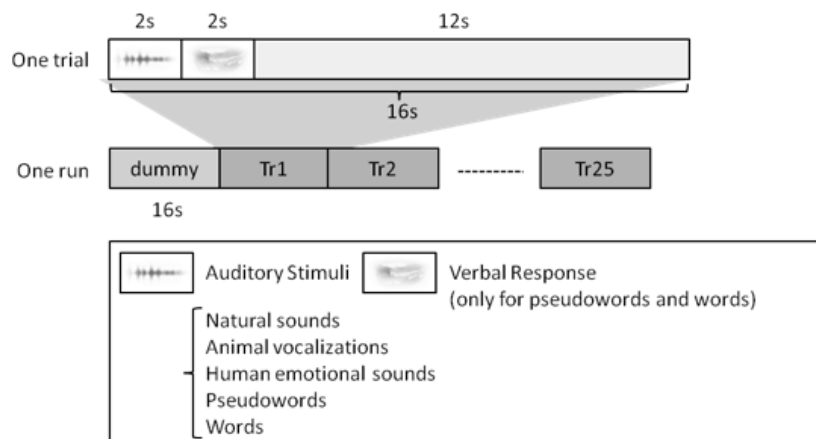 2s 2s 12s
One trial
16s
One run dummy Tr1 Tr2 Tr25
16s
Auditory Stimuli Verbal Response
(only for pseudowords and words)
Natural sounds
Animal vocalizations
Human emotional sounds
Pseudowords
Words